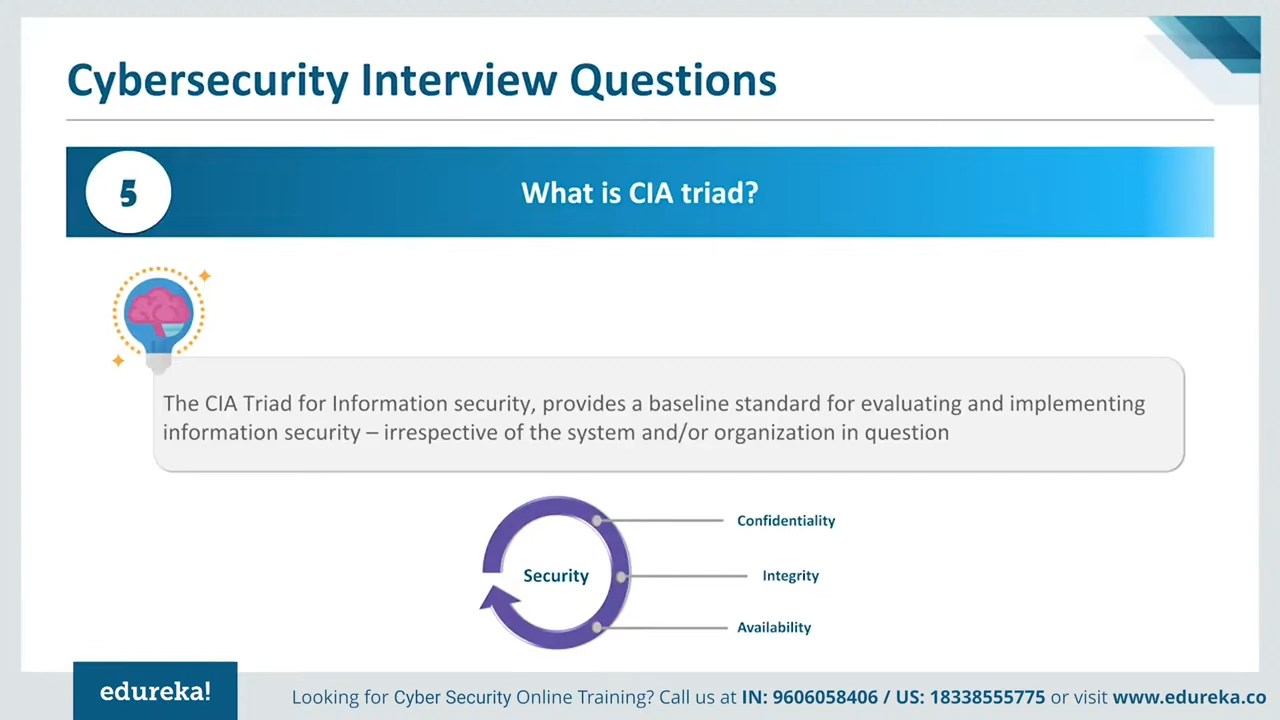 Cybersecurity Interview Questions
5
What is CIA triad?
The CIA Triad for Information security, provides a baseline standard for evaluating and implementing
information security – irrespective of the system and/or organization in question
Confidentiality
Security
Integrity
Availability
edureka!
Looking for Cyber Security Online Training? Call us at IN: 9606058406 / US: 18338555775 or visit www.edureka.co